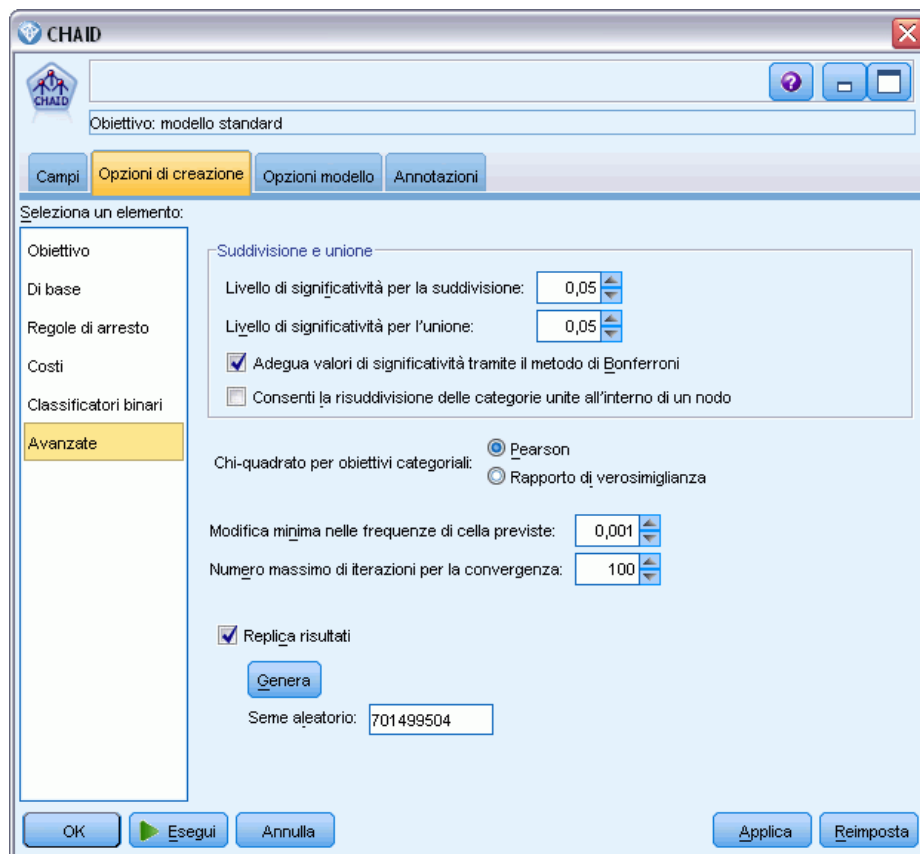 CHAID
CHAID
Obiettivo: modello standard
Campi
Opzioni di creazione
Opzioni modello
Annotazioni
Seleziona un elemento:
Obiettivo
Di base
Regole di arresto
Costi
Classificatori binari
Avanzate
Suddivisione e unione
Livello di significatività per la suddivisione: 0,05
Livello di significatività per l'unione: 0,05
Adegua valori di significatività tramite il metodo di Bonferroni
Consenti la risuddivisione delle categorie unite all'interno di un nodo
Chi-quadrato per obiettivi categoriali:
Pearson
Rapporto di verosimiglianza
Modifica minima nelle frequenze di cella previste: 0,001
Numero massimo di iterazioni per la convergenza: 100
Replica risultati
Genera
Seme aleatorio: 701499504
OK
Esegui
Annulla
Applica
Reimposta